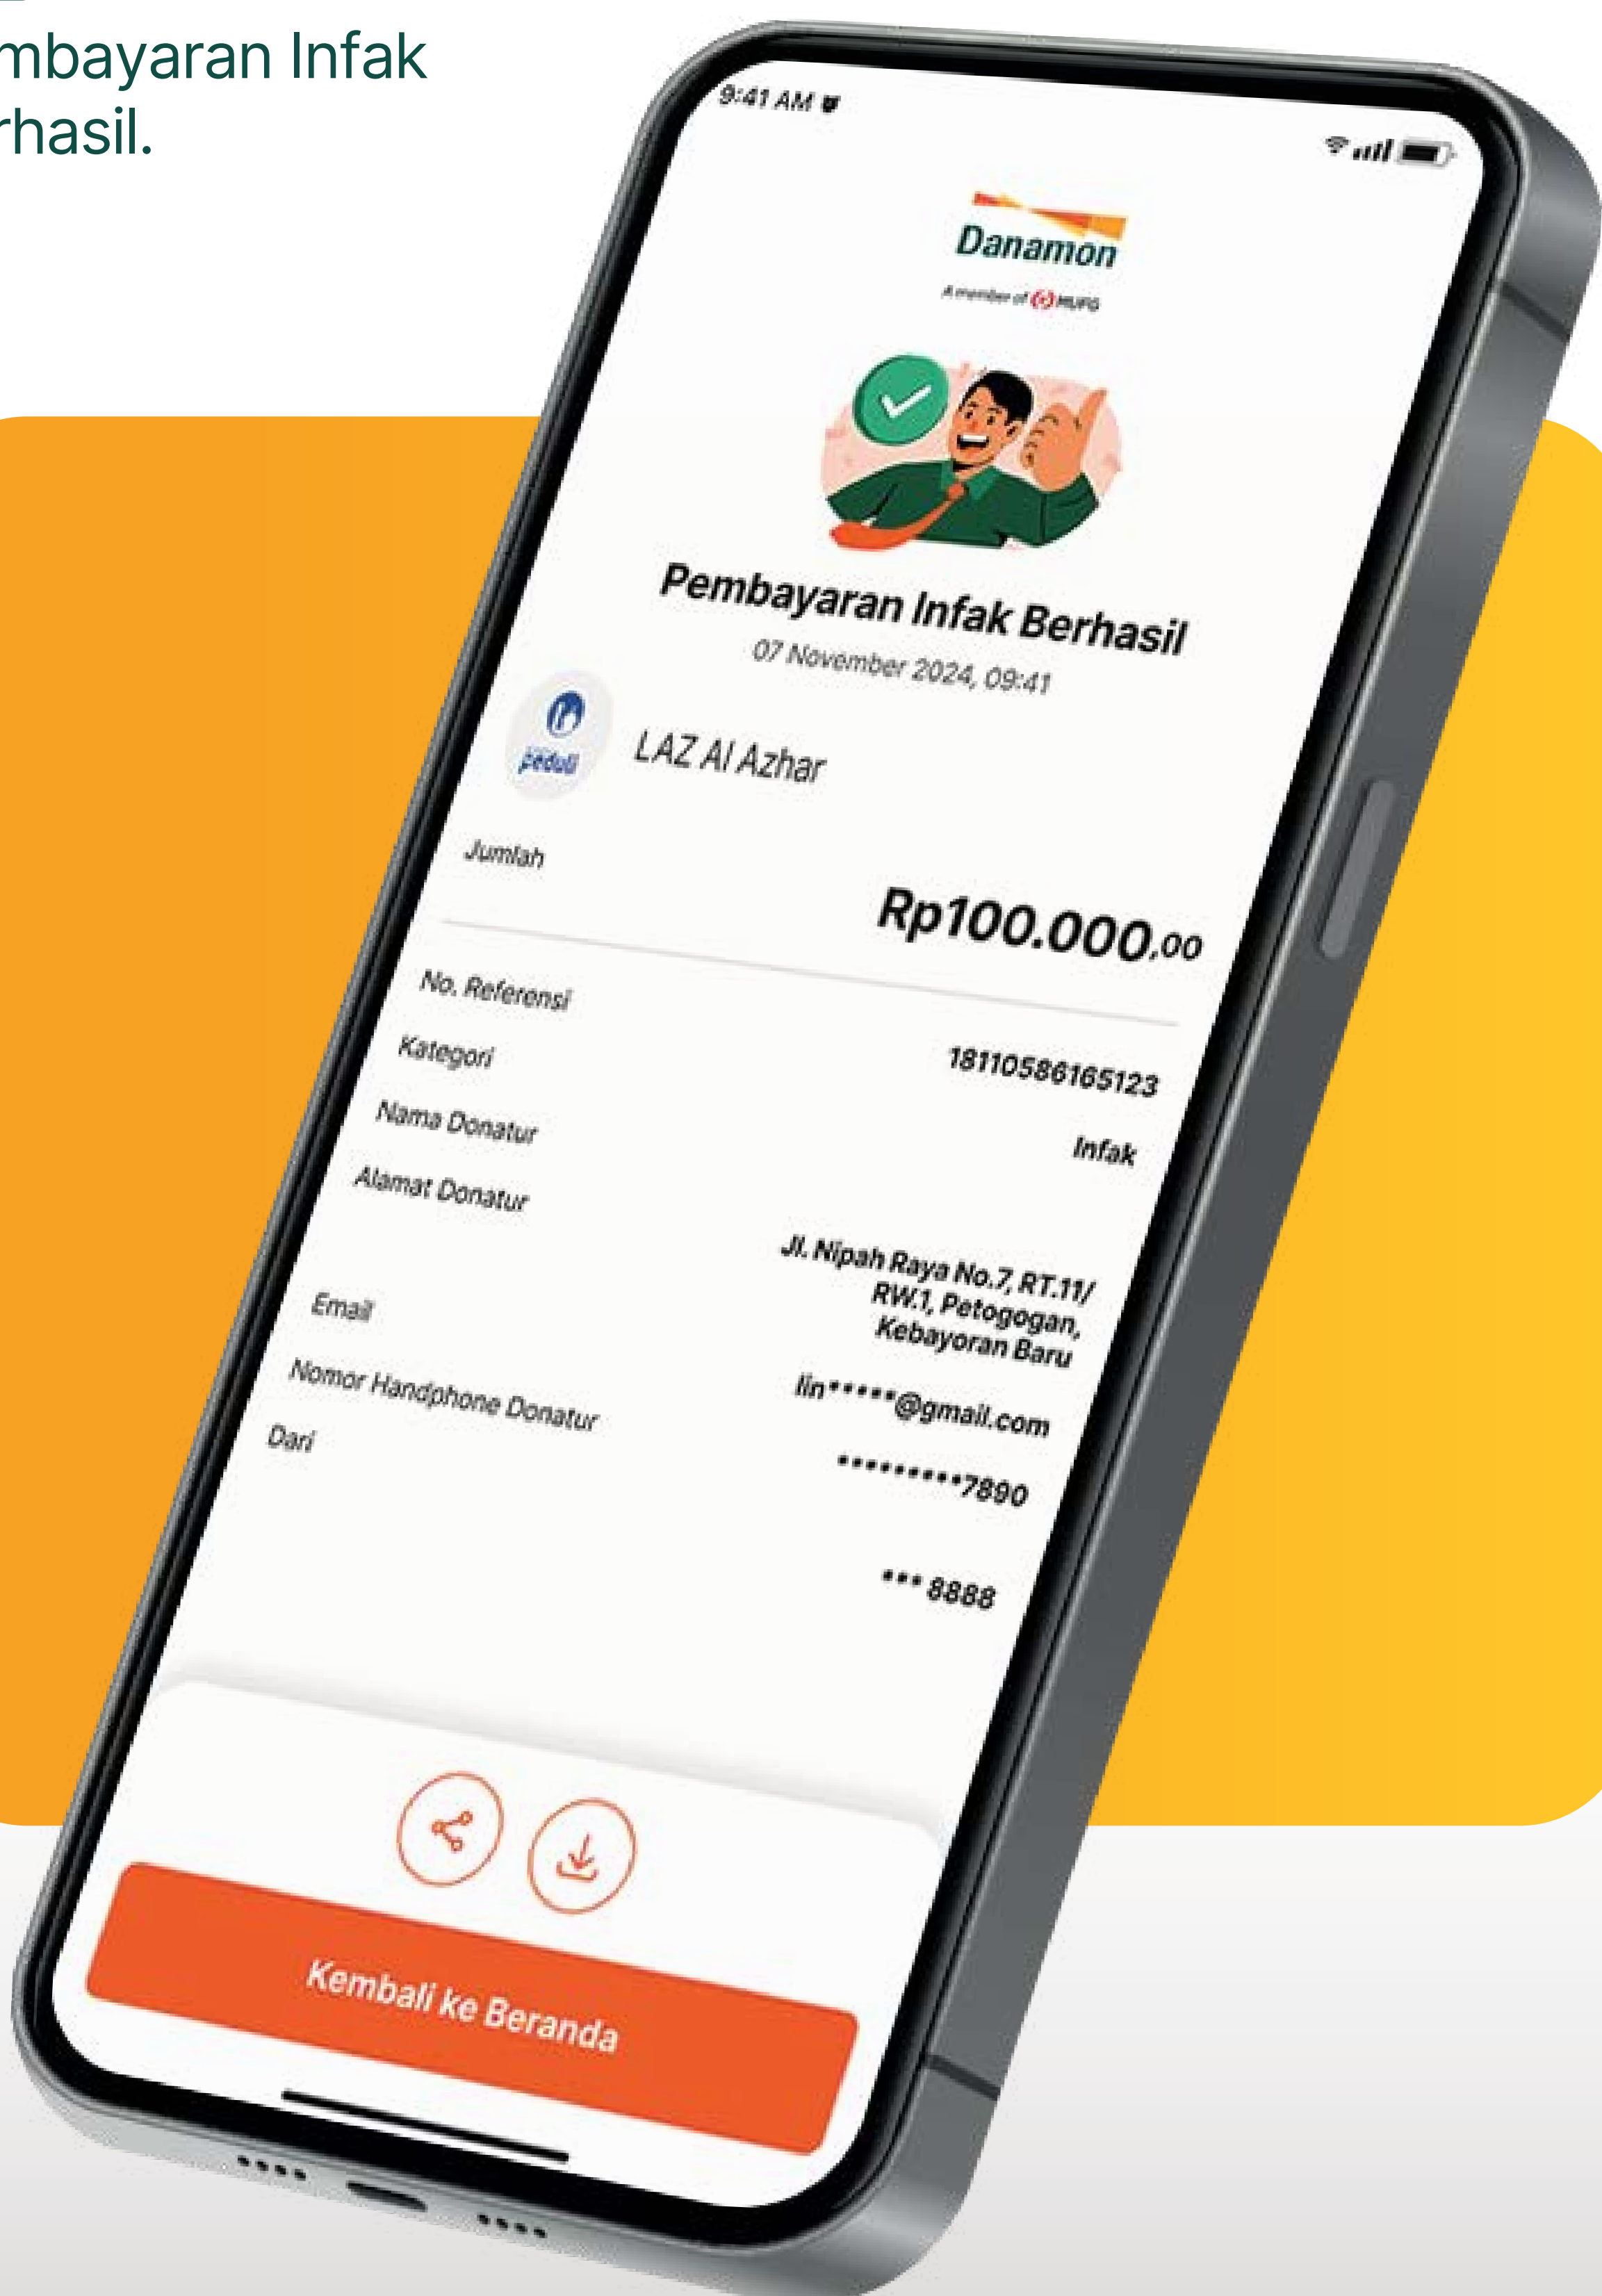 mbayaran Infak
rhasil.
9:41 AM
Danamon
A member of MUFG
Pembayaran Infak Berhasil
07 November 2024, 09:41
peduli
LAZ Al Azhar
Jumlah
Rp100.000,00
No. Referensi
18110586165123
Kategori
Infak
Nama Donatur
Alamat Donatur
Jl. Nipah Raya No.7, RT.11/
RW.1, Petogogan,
Kebayoran Baru
Email
lin*****@gmail.com
Nomor Handphone Donatur
•••••••••7890
Dari
••• 8888
Kembali ke Beranda